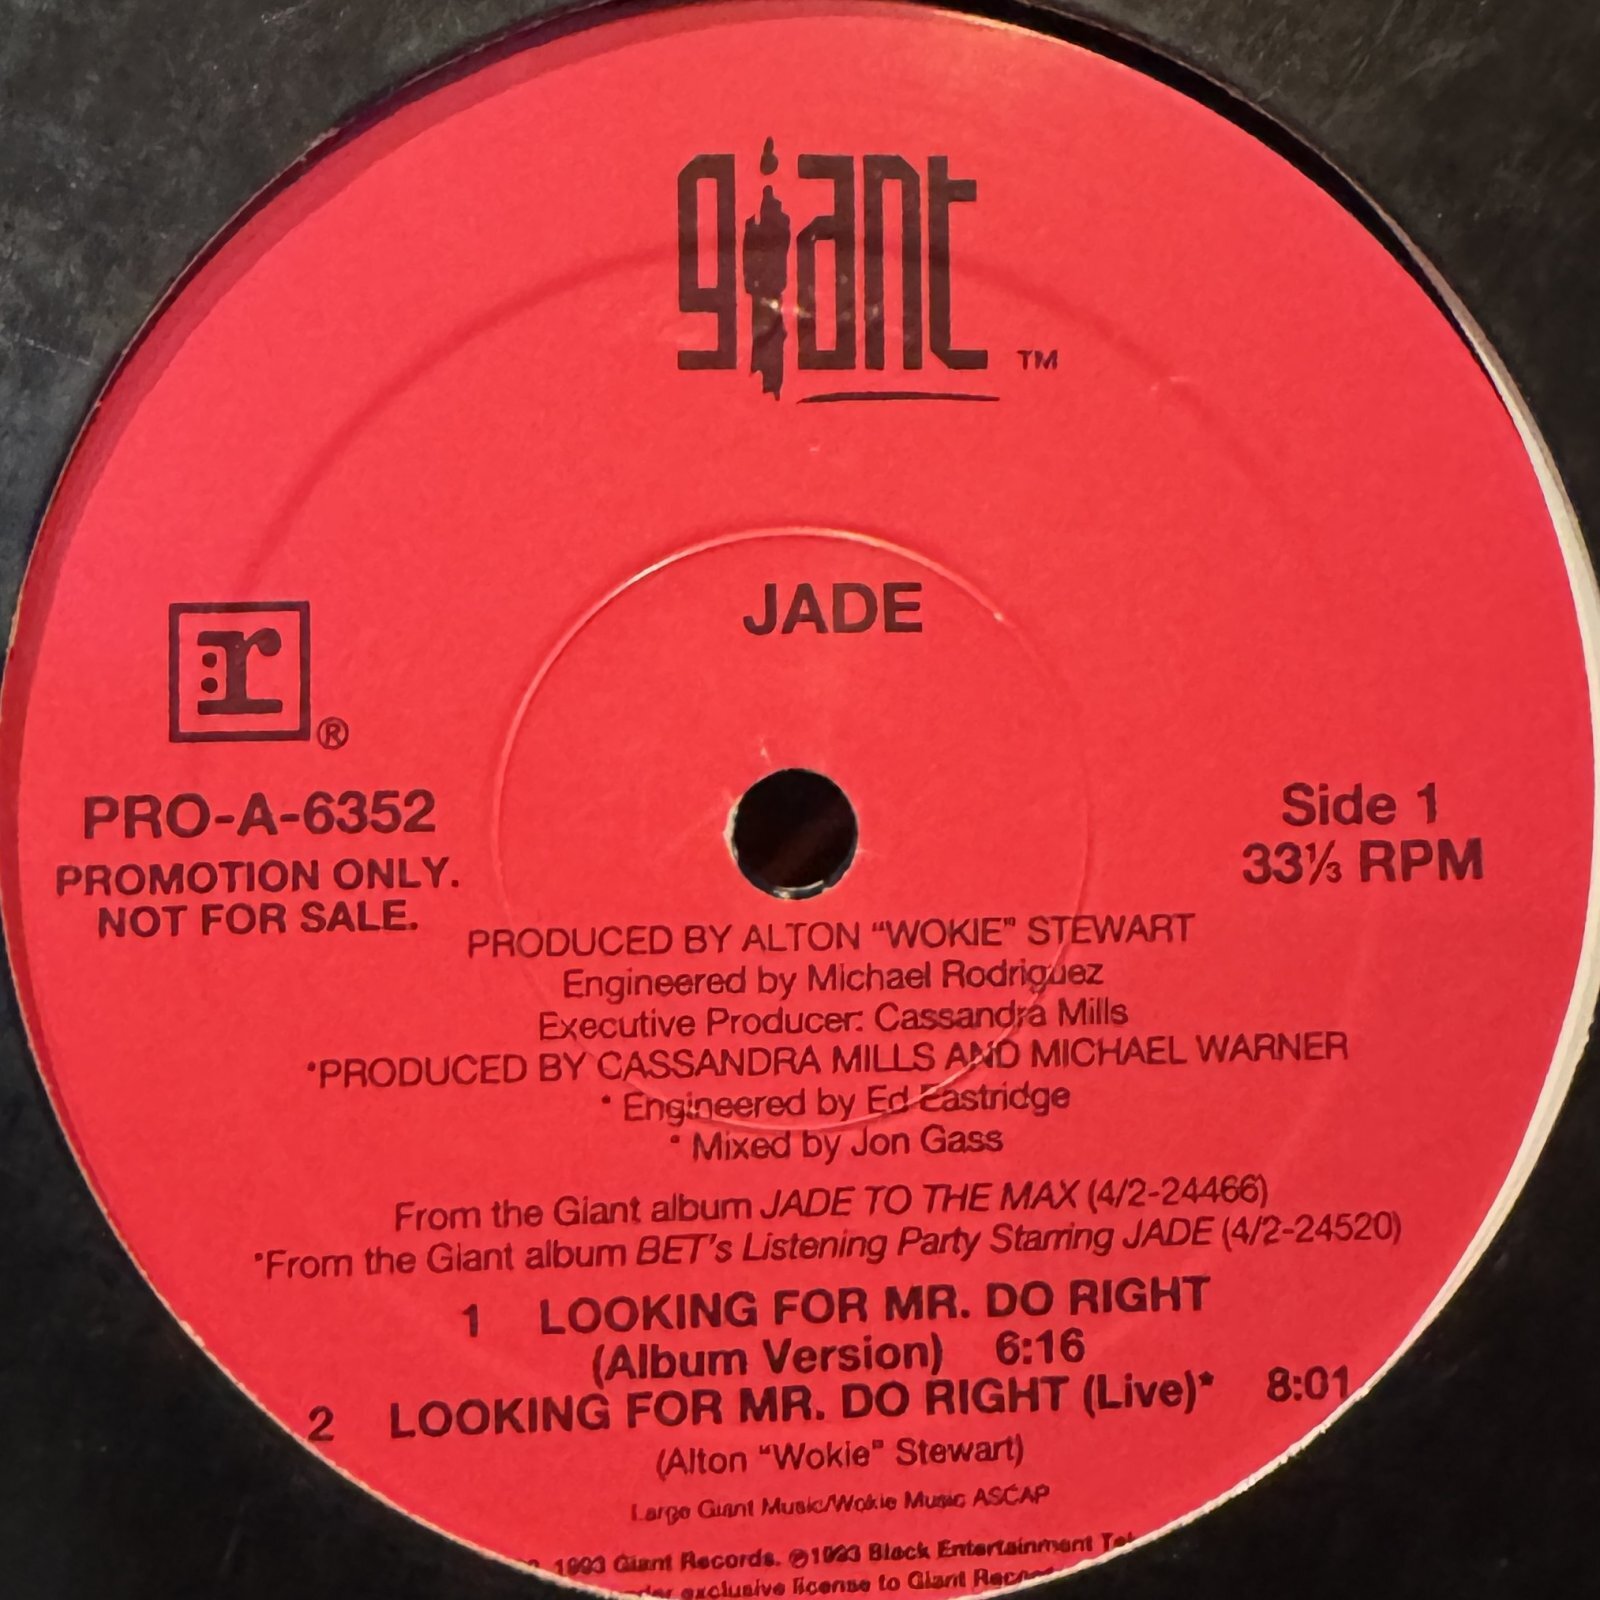 giant ™
JADE
r ®
PRO-A-6352
PROMOTION ONLY.
NOT FOR SALE.
Side 1
33⅓ RPM
PRODUCED BY ALTON “WOKIE” STEWART
Engineered by Michael Rodriguez
Executive Producer: Cassandra Mills
*PRODUCED BY CASSANDRA MILLS AND MICHAEL WARNER
* Engineered by Ed Eastridge
* Mixed by Jon Gass
From the Giant album JADE TO THE MAX (4/2-24466)
*From the Giant album BET's Listening Party Starring JADE (4/2-24520)
1 LOOKING FOR MR. DO RIGHT
(Album Version) 6:16
2 LOOKING FOR MR. DO RIGHT (Live)* 8:01
(Alton “Wokie” Stewart)
Large Giant Music/Wokie Music ASCAP
1993 Giant Records. ℗1993 Black Entertainment
exclusive license to Giant